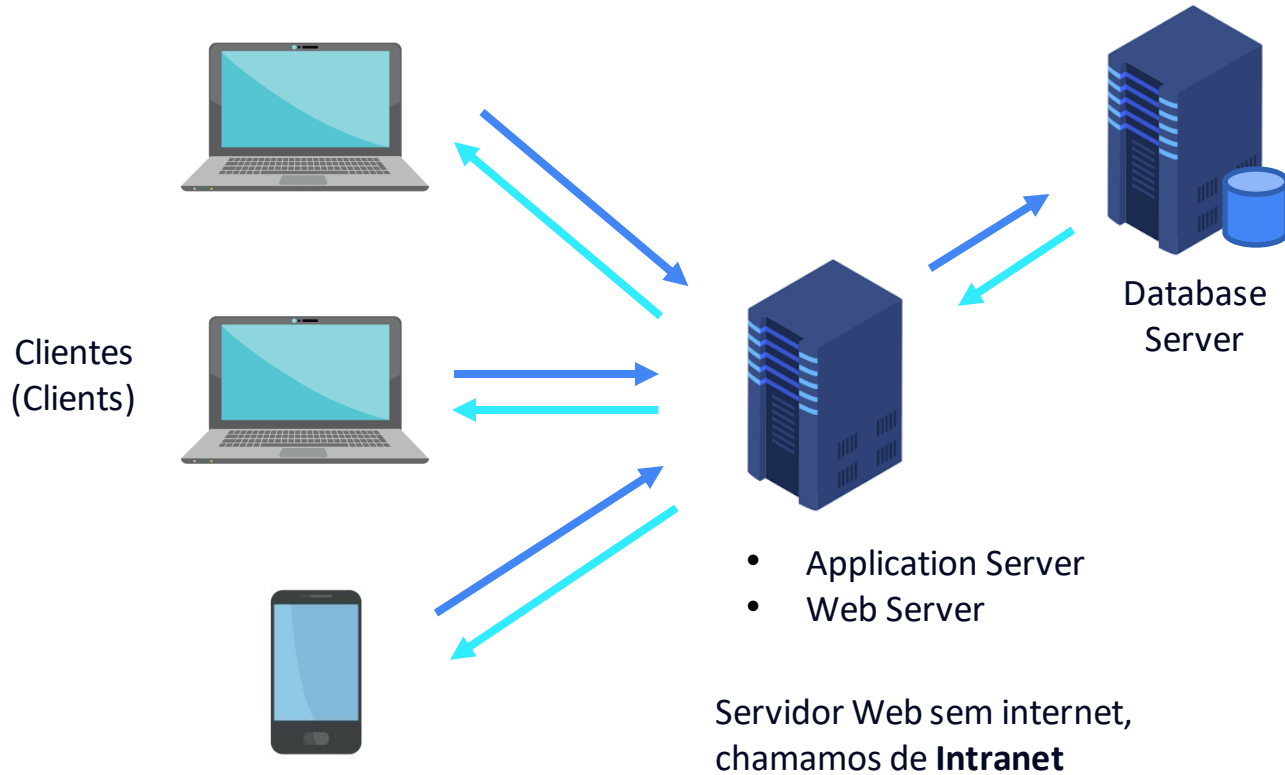 Clientes
(Clients)
Database
Server
• Application Server
• Web Server
Servidor Web sem internet,
chamamos de Intranet